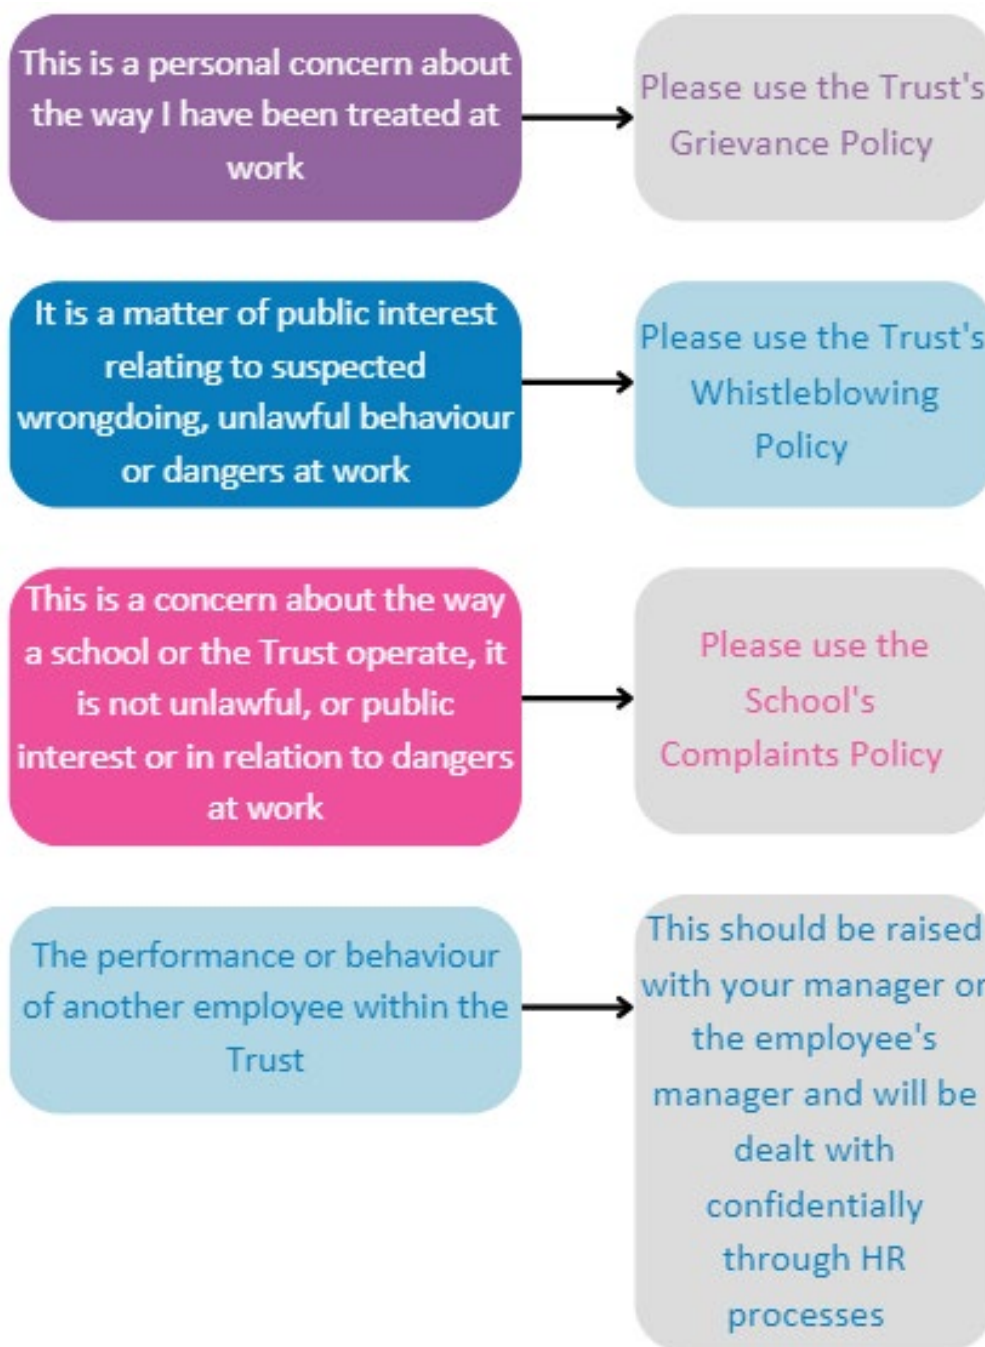 This is a personal concern about
the way I have been treated at
work
Please use the Trust's
Grievance Policy
It is a matter of public interest
relating to suspected
wrongdoing, unlawful behaviour
or dangers at work
Please use the Trust's
Whistleblowing
Policy
This is a concern about the way
a school or the Trust operate, it
is not unlawful, or public
interest or in relation to dangers
at work
Please use the
School's
Complaints Policy
The performance or behaviour
of another employee within the
Trust
This should be raised
with your manager or
the employee's
manager and will be
dealt with
confidentially
through HR
processes